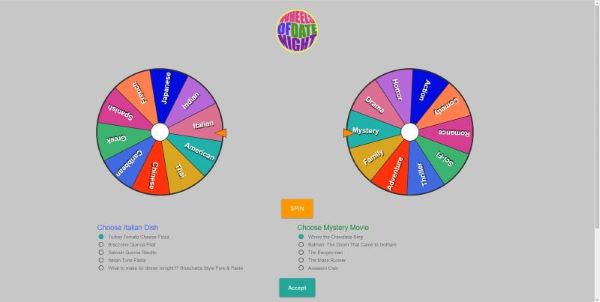 WHEELS
OF DATE
NIGHT
Japanese
Indian
Italian
American
Thai
Chinese
Caribbean
Greek
Spanish
French
Action
Comedy
Romance
Sci-Fi
Thriller
Adventure
Family
Mystery
Drama
Horror
SPIN
Choose Italian Dish
Turkey Tomato Cheese Pizza
Bruschetta Quinoa Pilaf
Salmon Quinoa Risotto
Italian Tuna Pasta
What to make for dinner tonight?? Bruschetta Style Pork & Pasta
Choose Mystery Movie
Where the Crawdads Sing
Batman: The Doom That Came to Gotham
The Boogeyman
The Maze Runner
Assassin Club
Accept